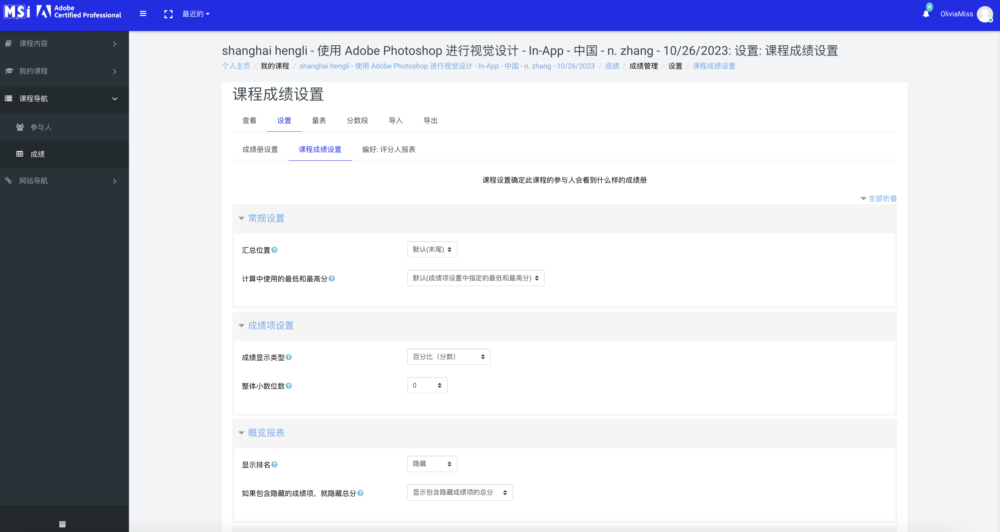 MSi Adobe Certified Professional
最近的
4
OliviaMiss
课程内容
我的课程
课程导航
参与人
成绩
网站导航
shanghai hengli - 使用 Adobe Photoshop 进行视觉设计 - In-App - 中国 - n. zhang - 10/26/2023: 设置: 课程成绩设置
个人主页 / 我的课程 / shanghai hengli - 使用 Adobe Photoshop 进行视觉设计 - In-App - 中国 - n. zhang - 10/26/2023 / 成绩 / 成绩管理 / 设置 / 课程成绩设置
课程成绩设置
查看 设置 量表 分数段 导入 导出
成绩册设置 课程成绩设置 偏好: 评分人报表
课程设置确定此课程的参与人会看到什么样的成绩册
全部折叠
常规设置
汇总位置 默认(末尾)
计算中使用的最低和最高分 默认(成绩项设置中指定的最低和最高分)
成绩项设置
成绩显示类型 百分比（分数）
整体小数位数 0
概览报表
显示排名 隐藏
如果包含隐藏的成绩项，就隐藏总分 显示包含隐藏成绩项的总分